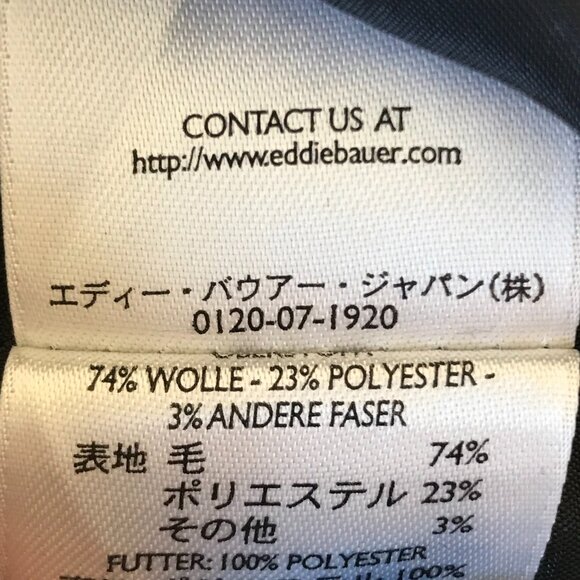 CONTACT US AT
http://www.eddiebauer.com
エディー・バウアー・ジャパン(株)
0120-07-1920
74% WOLLE - 23% POLYESTER -
3% ANDERE FASER
表地 毛 74%
ポリエステル 23%
その他 3%
FUTTER: 100% POLYESTER
100%